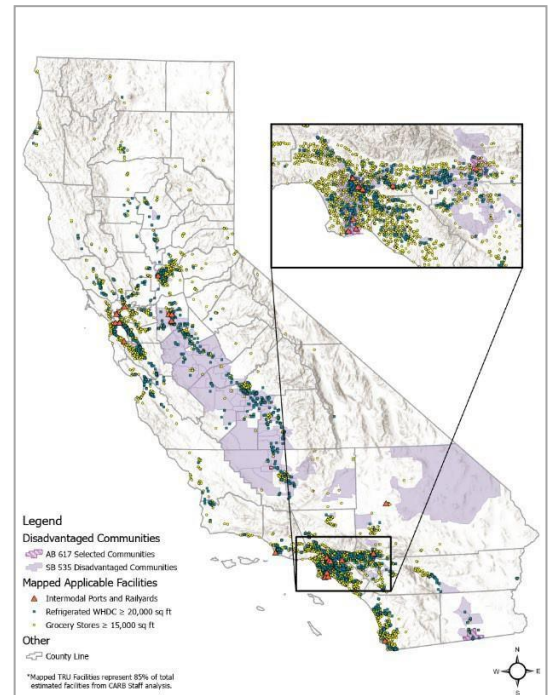 Legend
Disadvantaged Communities
AB 617 Selected Communities
SB 535 Disadvantaged Communities
Mapped Applicable Facilities
Intermodal Ports and Railyards
Refrigerated WHDC ≥ 20,000 sq ft
Grocery Stores ≥ 15,000 sq ft
Other
County Line
*Mapped TRU Facilities represent 85% of total
estimated facilities from CARB Staff analysis.
N
W E
S